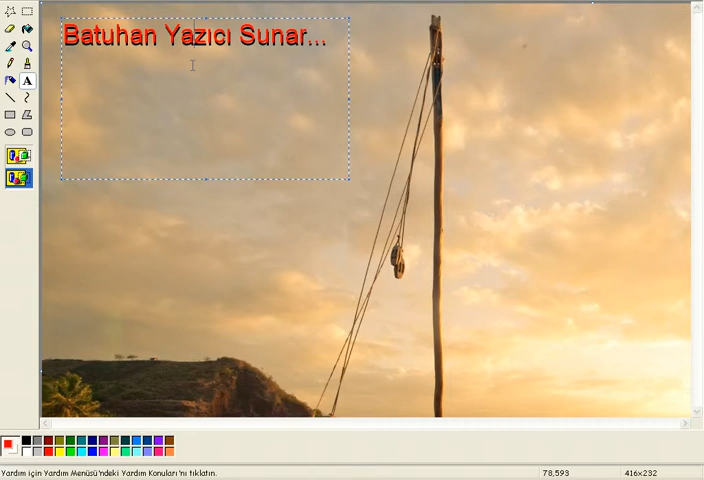 Batuhan Yazıcı Sunar...
A
Yardım için Yardım Menüsü'ndeki Yardım Konuları'nı tıklatın.
78,593
416x232